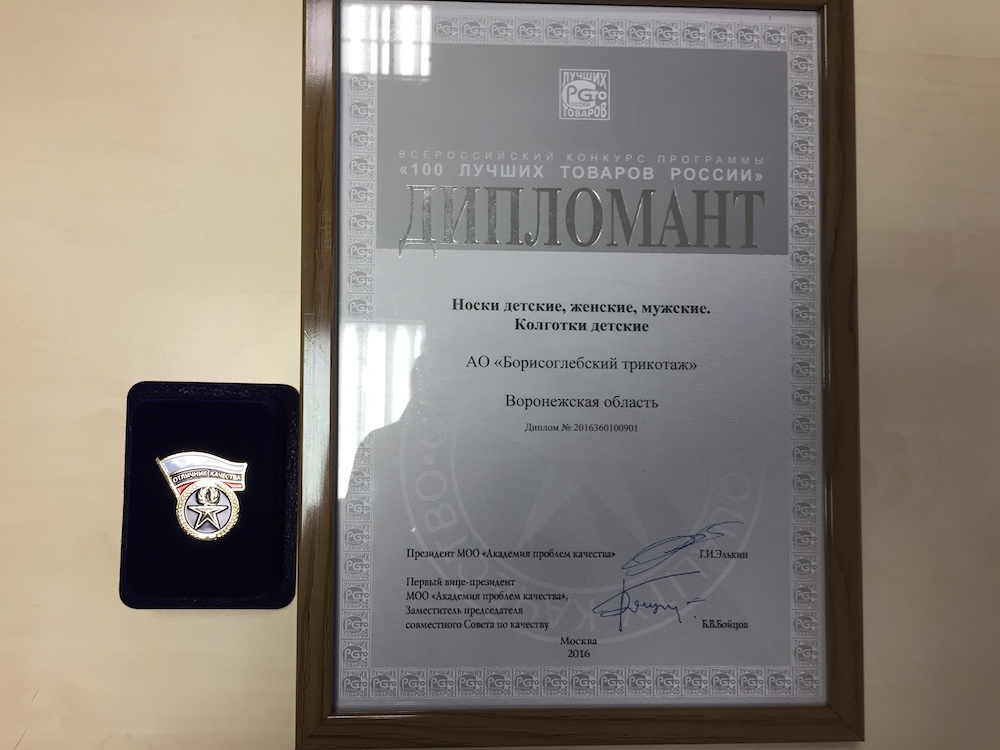 ОТЛИЧНИК КАЧЕСТВА
ЛУЧШИХ
PGTO
РОССИИ
ТОВАРОВ
ВСЕРОССИЙСКИЙ КОНКУРС ПРОГРАММЫ
«100 ЛУЧШИХ ТОВАРОВ РОССИИ»
ДИПЛОМАНТ
Носки детские, женские, мужские.
Колготки детские
АО «Борисоглебский трикотаж»
Воронежская область
Диплом № 2016360100901
Президент МОО «Академия проблем качества»
Г.И.Элькин
Первый вице-президент
МОО «Академия проблем качества»,
Заместитель председателя
совместного Совета по качеству
Б.В.Бойцов
Москва
2016